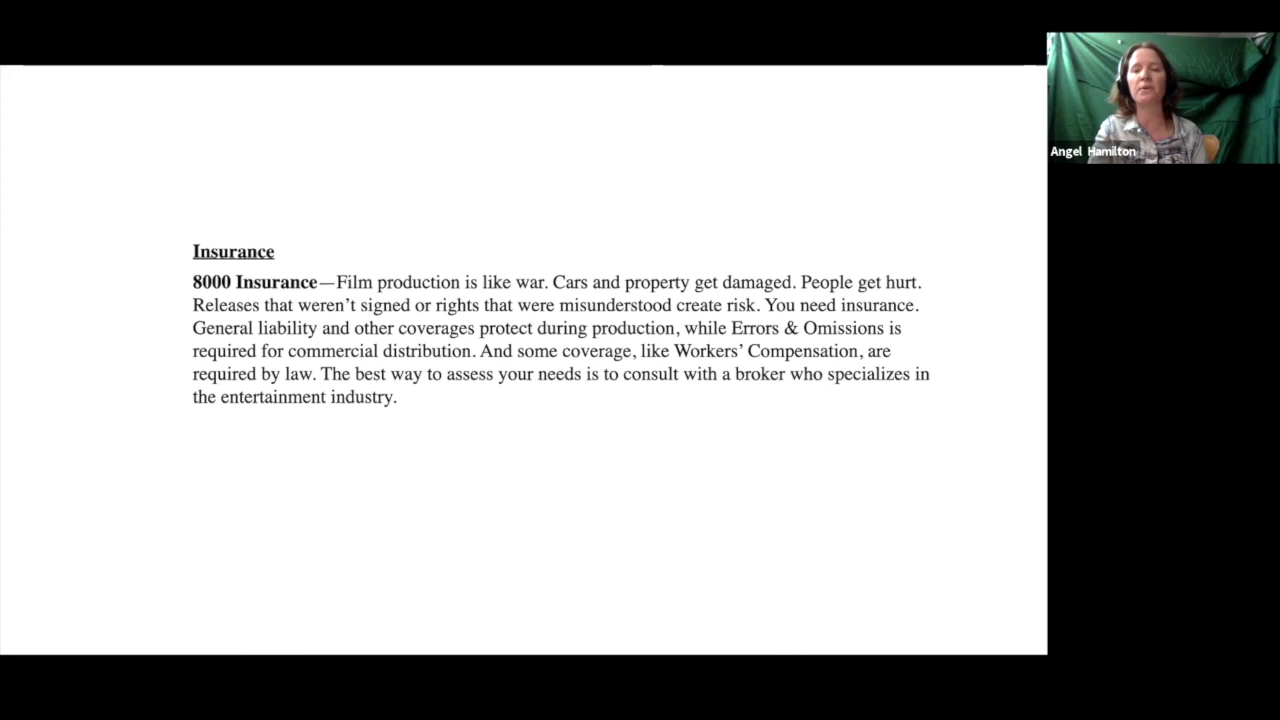 Insurance
8000 Insurance—Film production is like war. Cars and property get damaged. People get hurt.
Releases that weren’t signed or rights that were misunderstood create risk. You need insurance.
General liability and other coverages protect during production, while Errors & Omissions is
required for commercial distribution. And some coverage, like Workers’ Compensation, are
required by law. The best way to assess your needs is to consult with a broker who specializes in
the entertainment industry.
Angel Hamilton